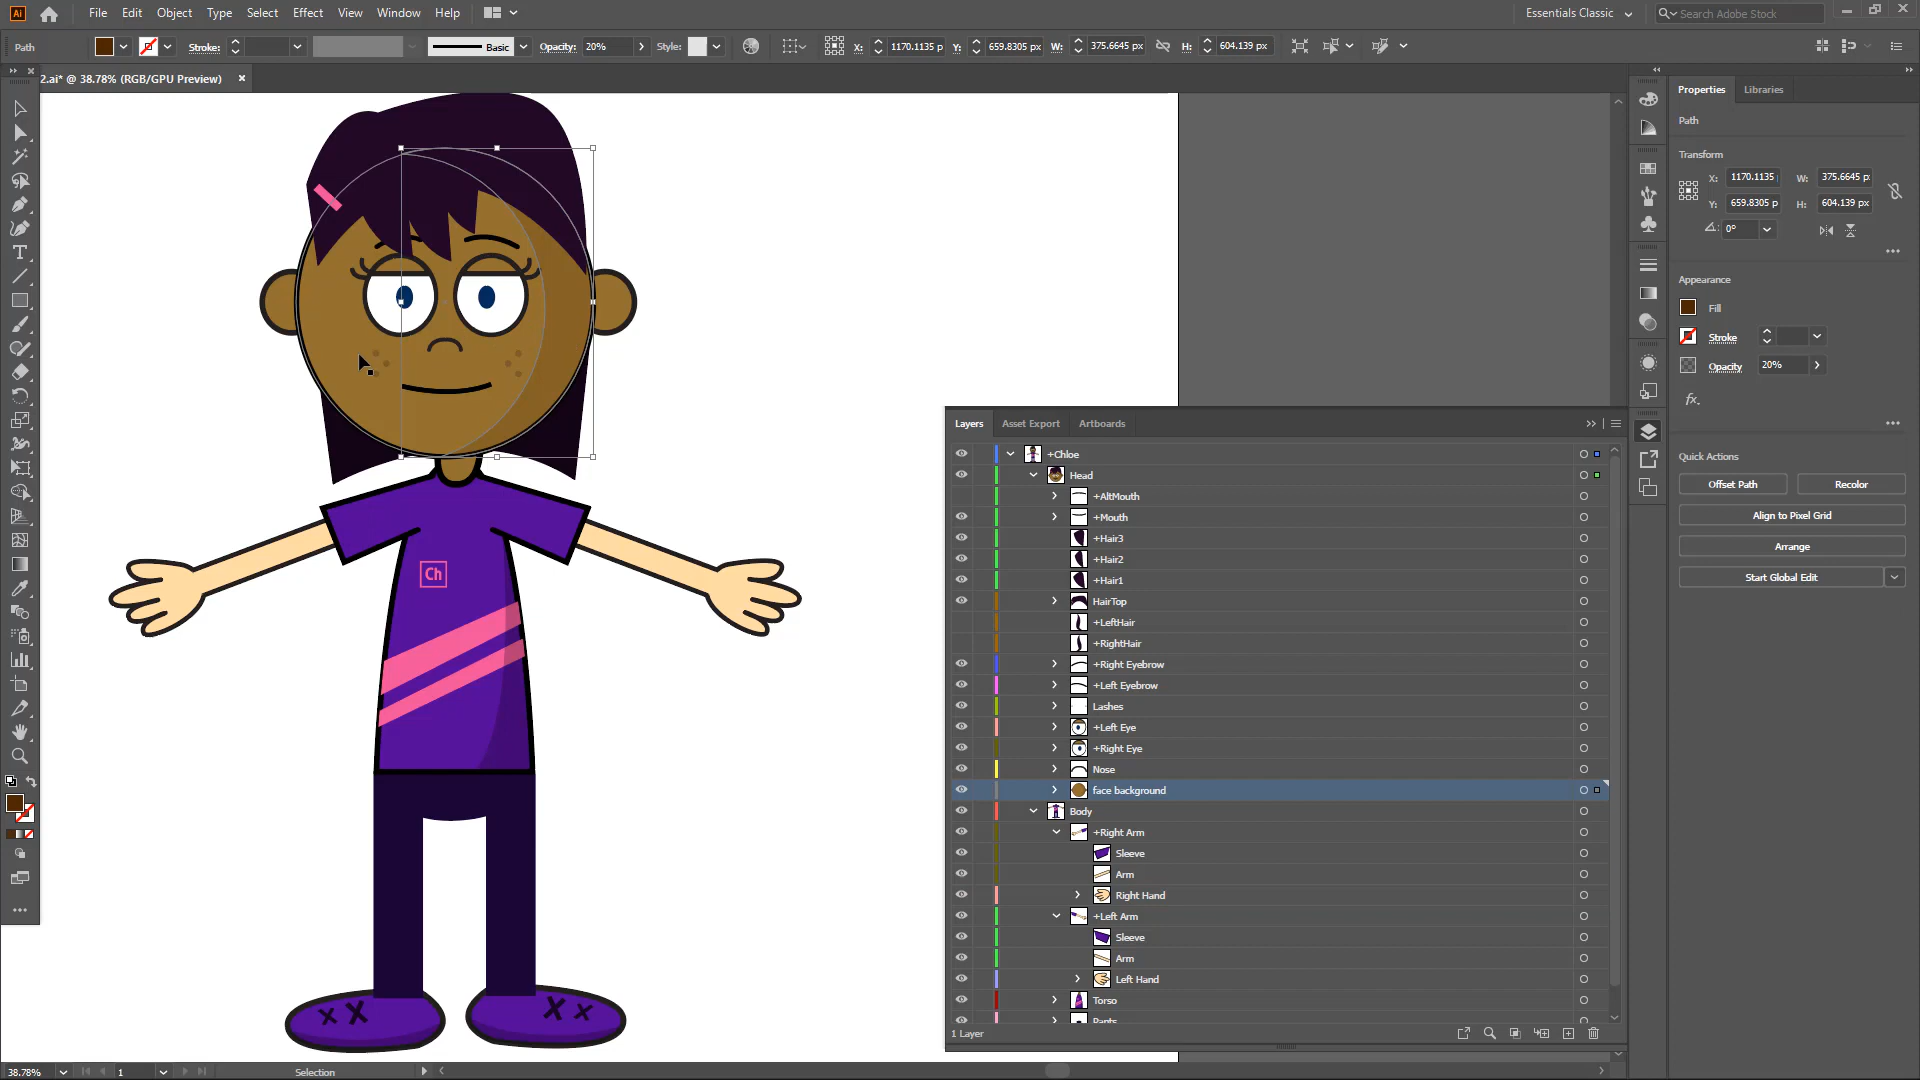 Ai File Edit Object Type Select Effect View Window Help Essentials Classic Search Adobe Stock
Path Stroke: Basic Opacity: 20% Style: X: 1170.1135 p Y: 659.8305 p W: 375.6645 px H: 604.139 px
2.ai* @ 38.78% (RGB/GPU Preview)
Properties Libraries
Path
Transform
X: 1170.1135 W: 375.6645 p
Y: 659.8305 p H: 604.139 px
0°
Appearance
Fill
Stroke
Opacity 20%
fx.
Quick Actions
Offset Path Recolor
Align to Pixel Grid
Arrange
Start Global Edit
Ch
Layers Asset Export Artboards
+Chloe
Head
+AltMouth
+Mouth
+Hair3
+Hair2
+Hair1
HairTop
+LeftHair
+RightHair
+Right Eyebrow
+Left Eyebrow
Lashes
+Left Eye
+Right Eye
Nose
face background
Body
+Right Arm
Sleeve
Arm
Right Hand
+Left Arm
Sleeve
Arm
Left Hand
Torso
Pants
1 Layer
38.78% 1 Selection